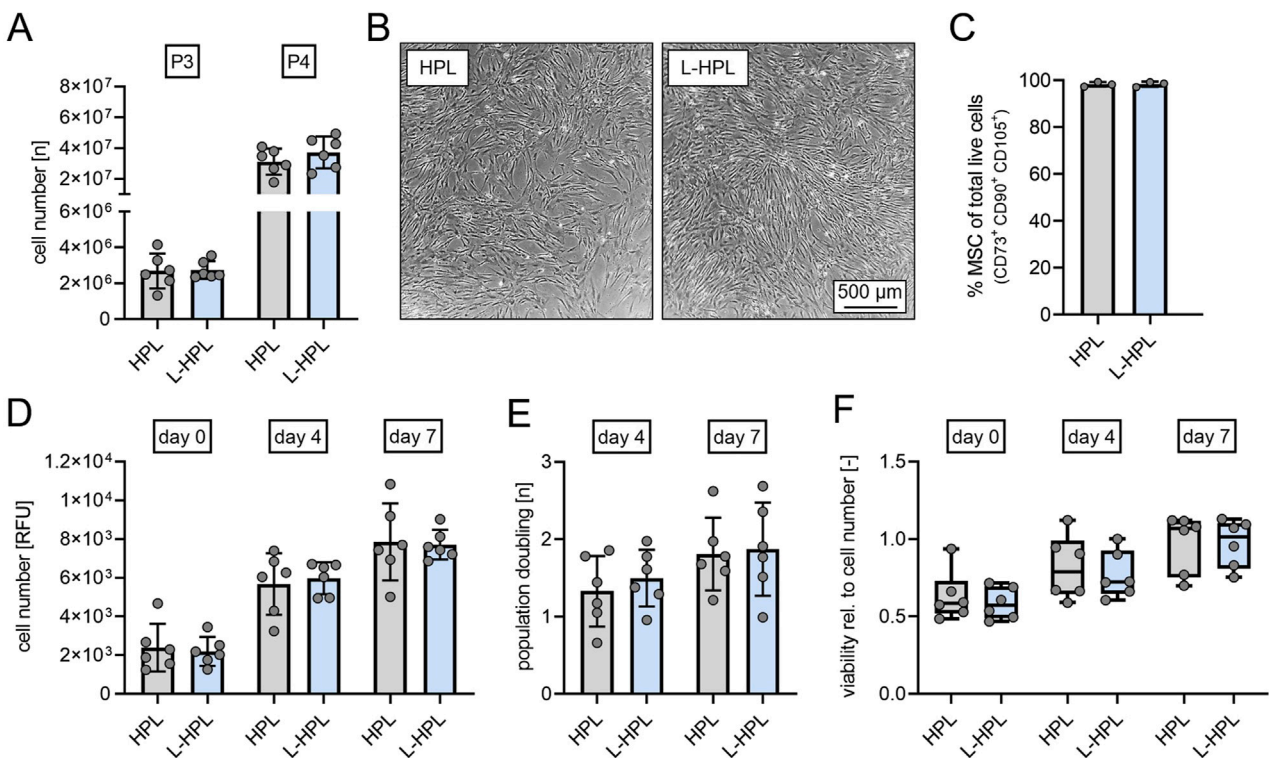 A
P3
P4
cell number [n]
8×10⁷
6×10⁷
4×10⁷
2×10⁷
6×10⁶
4×10⁶
2×10⁶
0
HPL
L-HPL
HPL
L-HPL
B
HPL
L-HPL
500 µm
C
% MSC of total live cells
(CD73⁺ CD90⁺ CD105⁺)
100
80
60
40
20
0
HPL
L-HPL
D
day 0
day 4
day 7
cell number [RFU]
1.2×10⁴
1×10⁴
8×10³
6×10³
4×10³
2×10³
0
HPL
L-HPL
HPL
L-HPL
HPL
L-HPL
E
day 4
day 7
population doubling [n]
3
2
1
0
HPL
L-HPL
HPL
L-HPL
F
day 0
day 4
day 7
viability rel. to cell number [-]
1.5
1.0
0.5
0.0
HPL
L-HPL
HPL
L-HPL
HPL
L-HPL